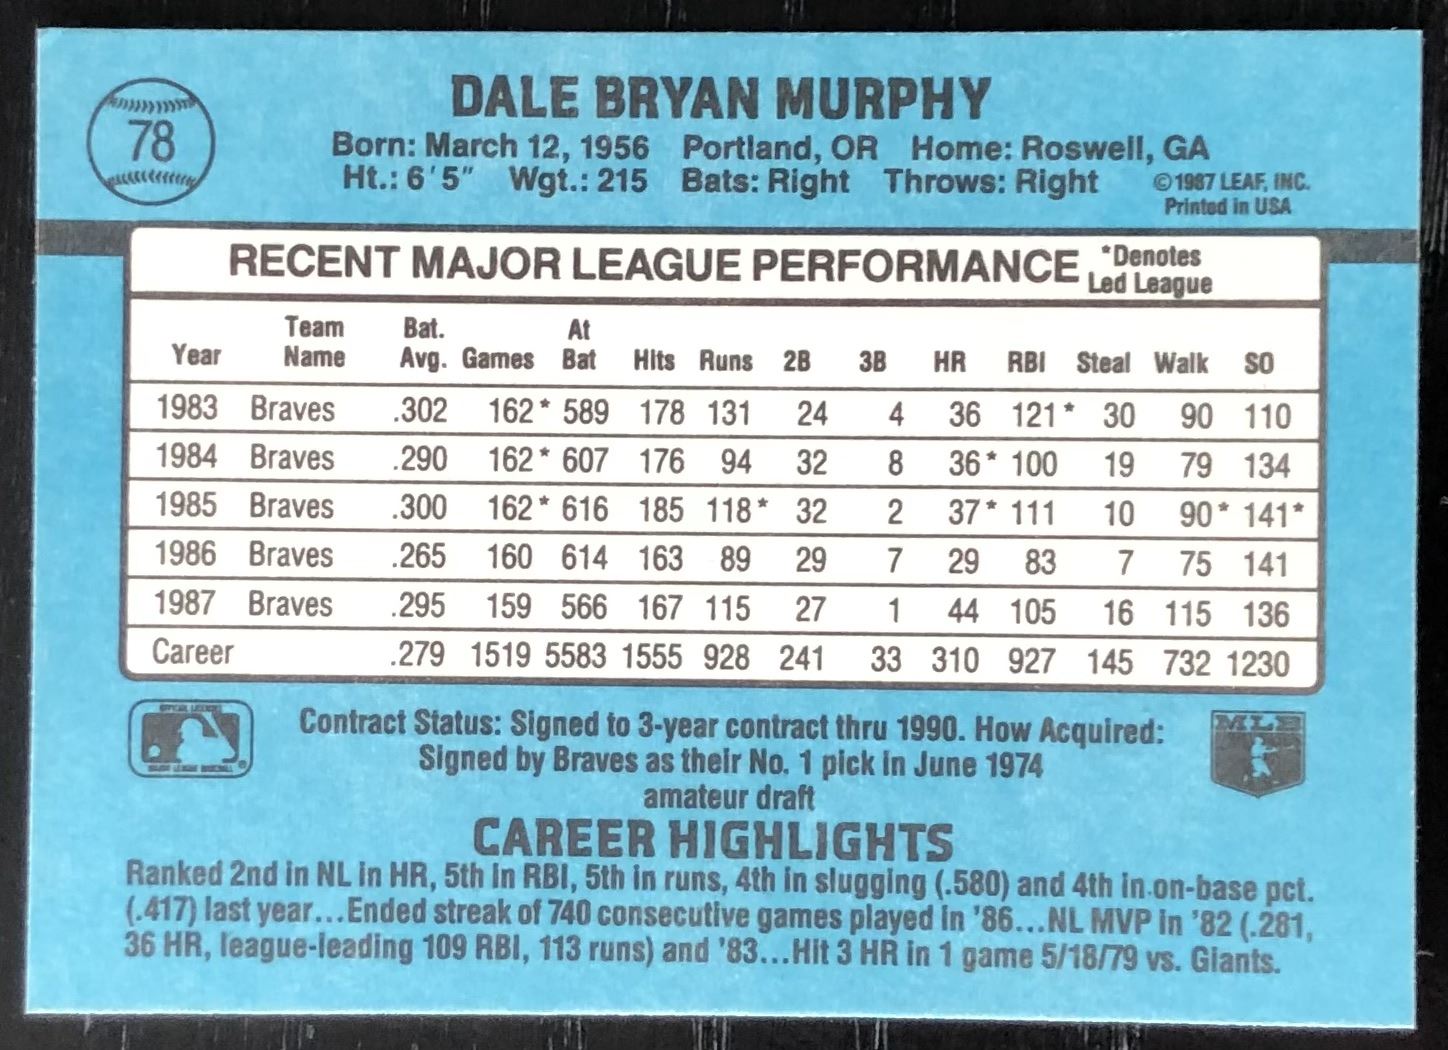 78
DALE BRYAN MURPHY
Born: March 12, 1956 Portland, OR Home: Roswell, GA
Ht.: 6'5" Wgt.: 215 Bats: Right Throws: Right
©1987 LEAF, INC.
Printed in USA
RECENT MAJOR LEAGUE PERFORMANCE *Denotes Led League
Year Team Name Bat. Avg. Games At Bat Hits Runs 2B 3B HR RBI Steal Walk SO
1983 Braves .302 162* 589 178 131 24 4 36 121* 30 90 110
1984 Braves .290 162* 607 176 94 32 8 36* 100 19 79 134
1985 Braves .300 162* 616 185 118* 32 2 37* 111 10 90* 141*
1986 Braves .265 160 614 163 89 29 7 29 83 7 75 141
1987 Braves .295 159 566 167 115 27 1 44 105 16 115 136
Career .279 1519 5583 1555 928 241 33 310 927 145 732 1230
Contract Status: Signed to 3-year contract thru 1990. How Acquired:
Signed by Braves as their No. 1 pick in June 1974
amateur draft
MLB
CAREER HIGHLIGHTS
Ranked 2nd in NL in HR, 5th in RBI, 5th in runs, 4th in slugging (.580) and 4th in on-base pct.
(.417) last year...Ended streak of 740 consecutive games played in '86...NL MVP in '82 (.281,
36 HR, league-leading 109 RBI, 113 runs) and '83...Hit 3 HR in 1 game 5/18/79 vs. Giants.